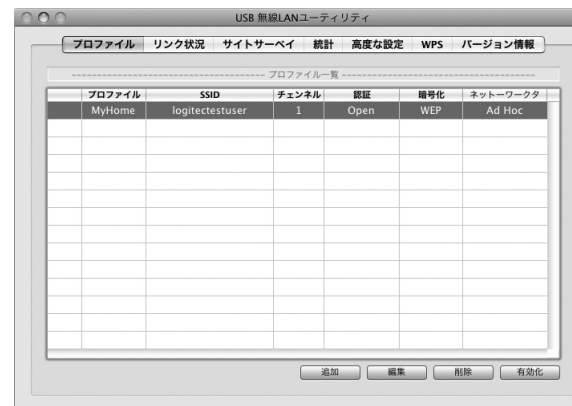 USB 無線LANユーティリティ
プロファイル リンク状況 サイトサーベイ 統計 高度な設定 WPS バージョン情報
プロファイル一覧
プロファイル SSID チェンネル 認証 暗号化 ネットーワークタ
MyHome logitectestuser 1 Open WEP Ad Hoc
追加 編集 削除 有効化